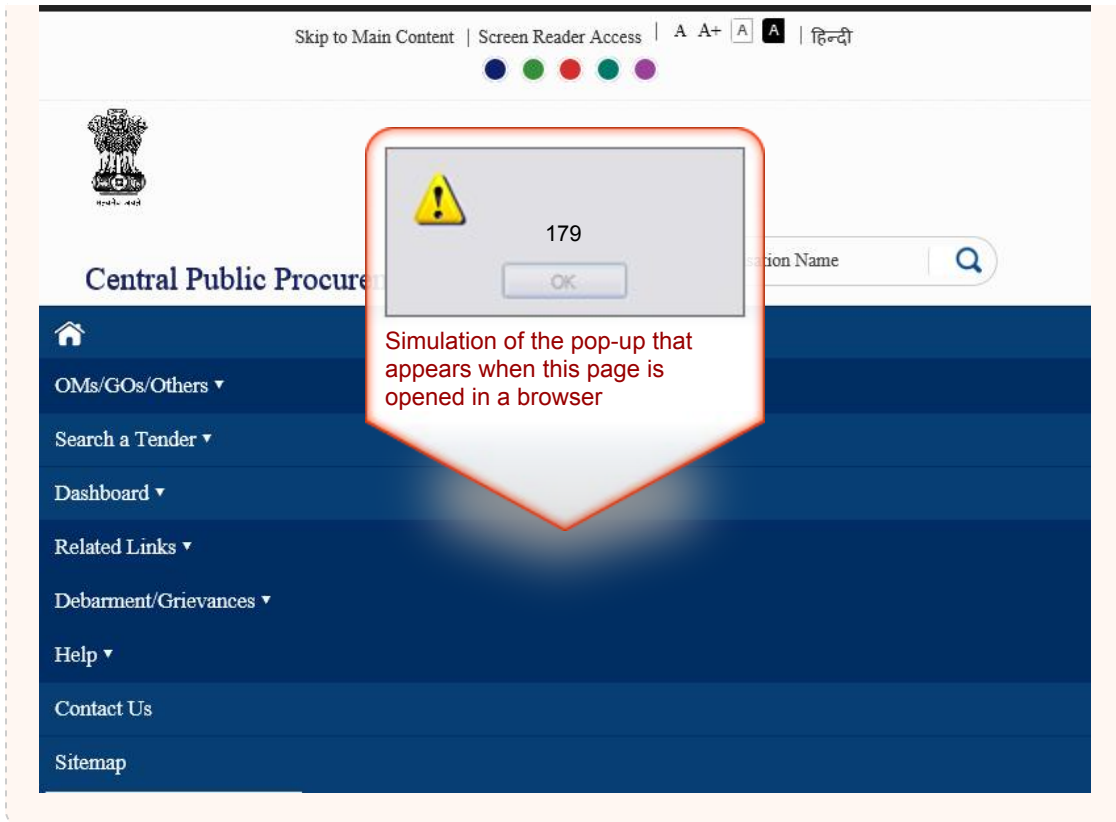 Skip to Main Content | Screen Reader Access | A A+ A A | हिन्दी
179
OK
Name
Central Public
Simulation of the pop-up that
appears when this page is
opened in a browser
OMs/GOs/Others ▾
Search a Tender ▾
Dashboard ▾
Related Links ▾
Debarment/Grievances ▾
Help ▾
Contact Us
Sitemap